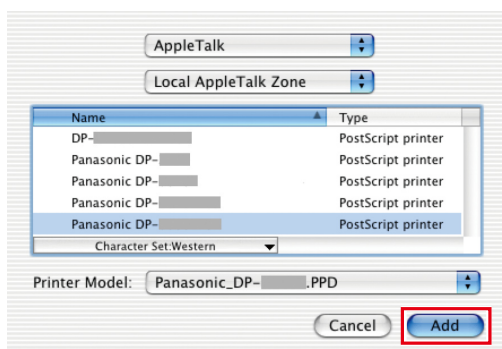 AppleTalk
Local AppleTalk Zone
Name Type
DP- PostScript printer
Panasonic DP- PostScript printer
Panasonic DP- PostScript printer
Panasonic DP- PostScript printer
Panasonic DP- PostScript printer
Character Set:Western
Printer Model: Panasonic_DP- .PPD
Cancel Add